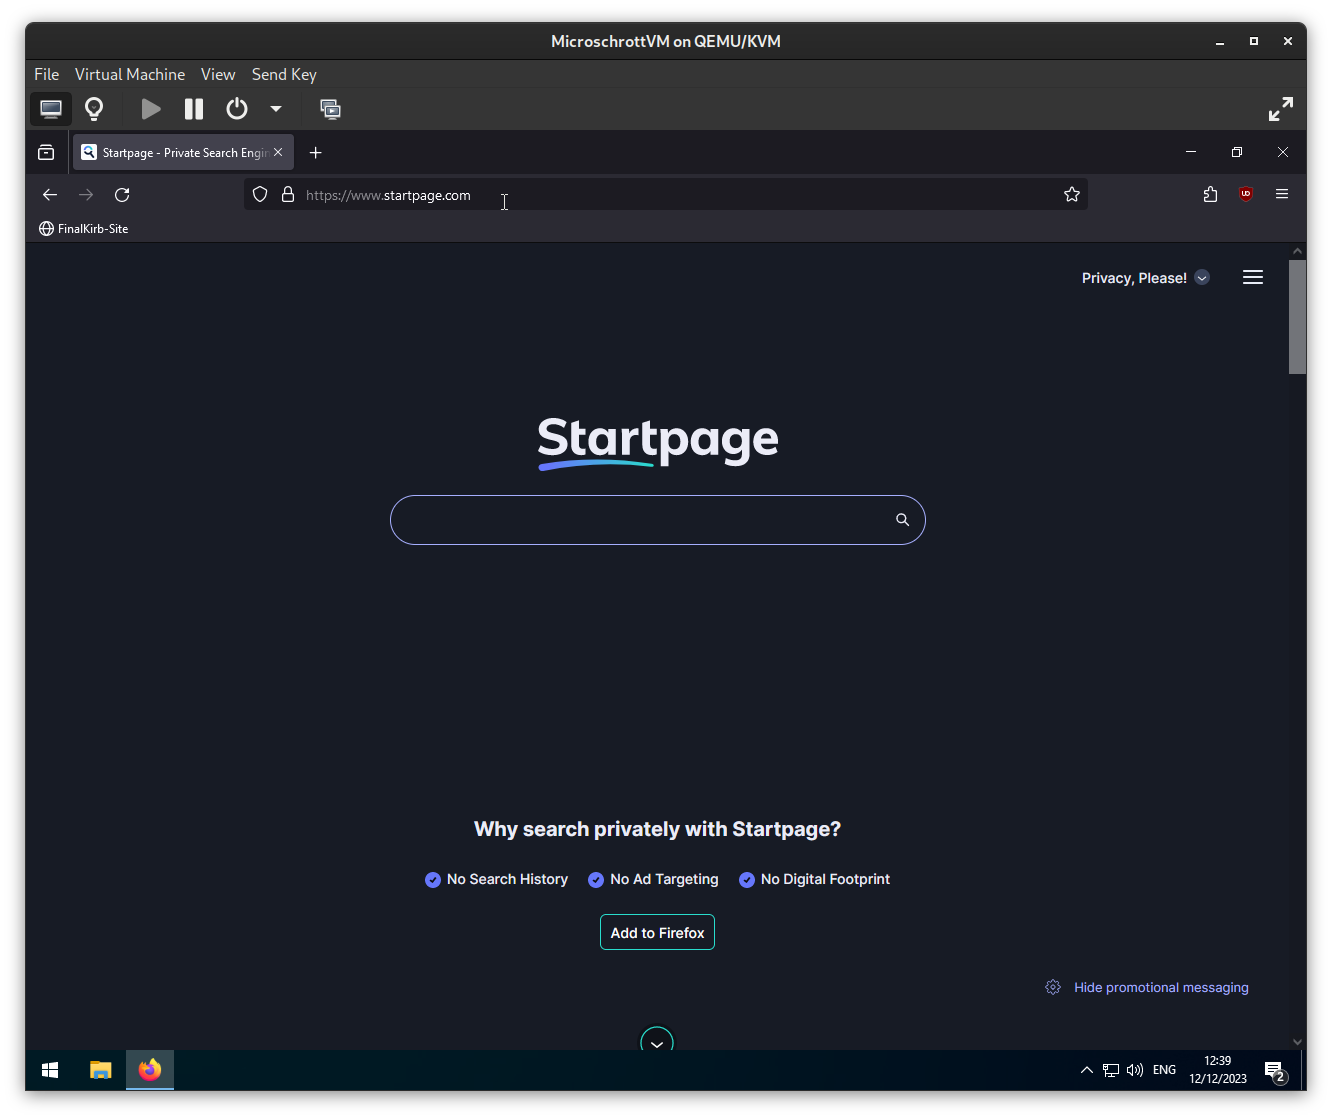 MicroschrottVM on QEMU/KVM
File Virtual Machine View Send Key
Startpage - Private Search Engin
https://www.startpage.com
FinalKirb-Site
Privacy, Please!
Startpage
Why search privately with Startpage?
No Search History No Ad Targeting No Digital Footprint
Add to Firefox
Hide promotional messaging
ENG
12:39
12/12/2023
2